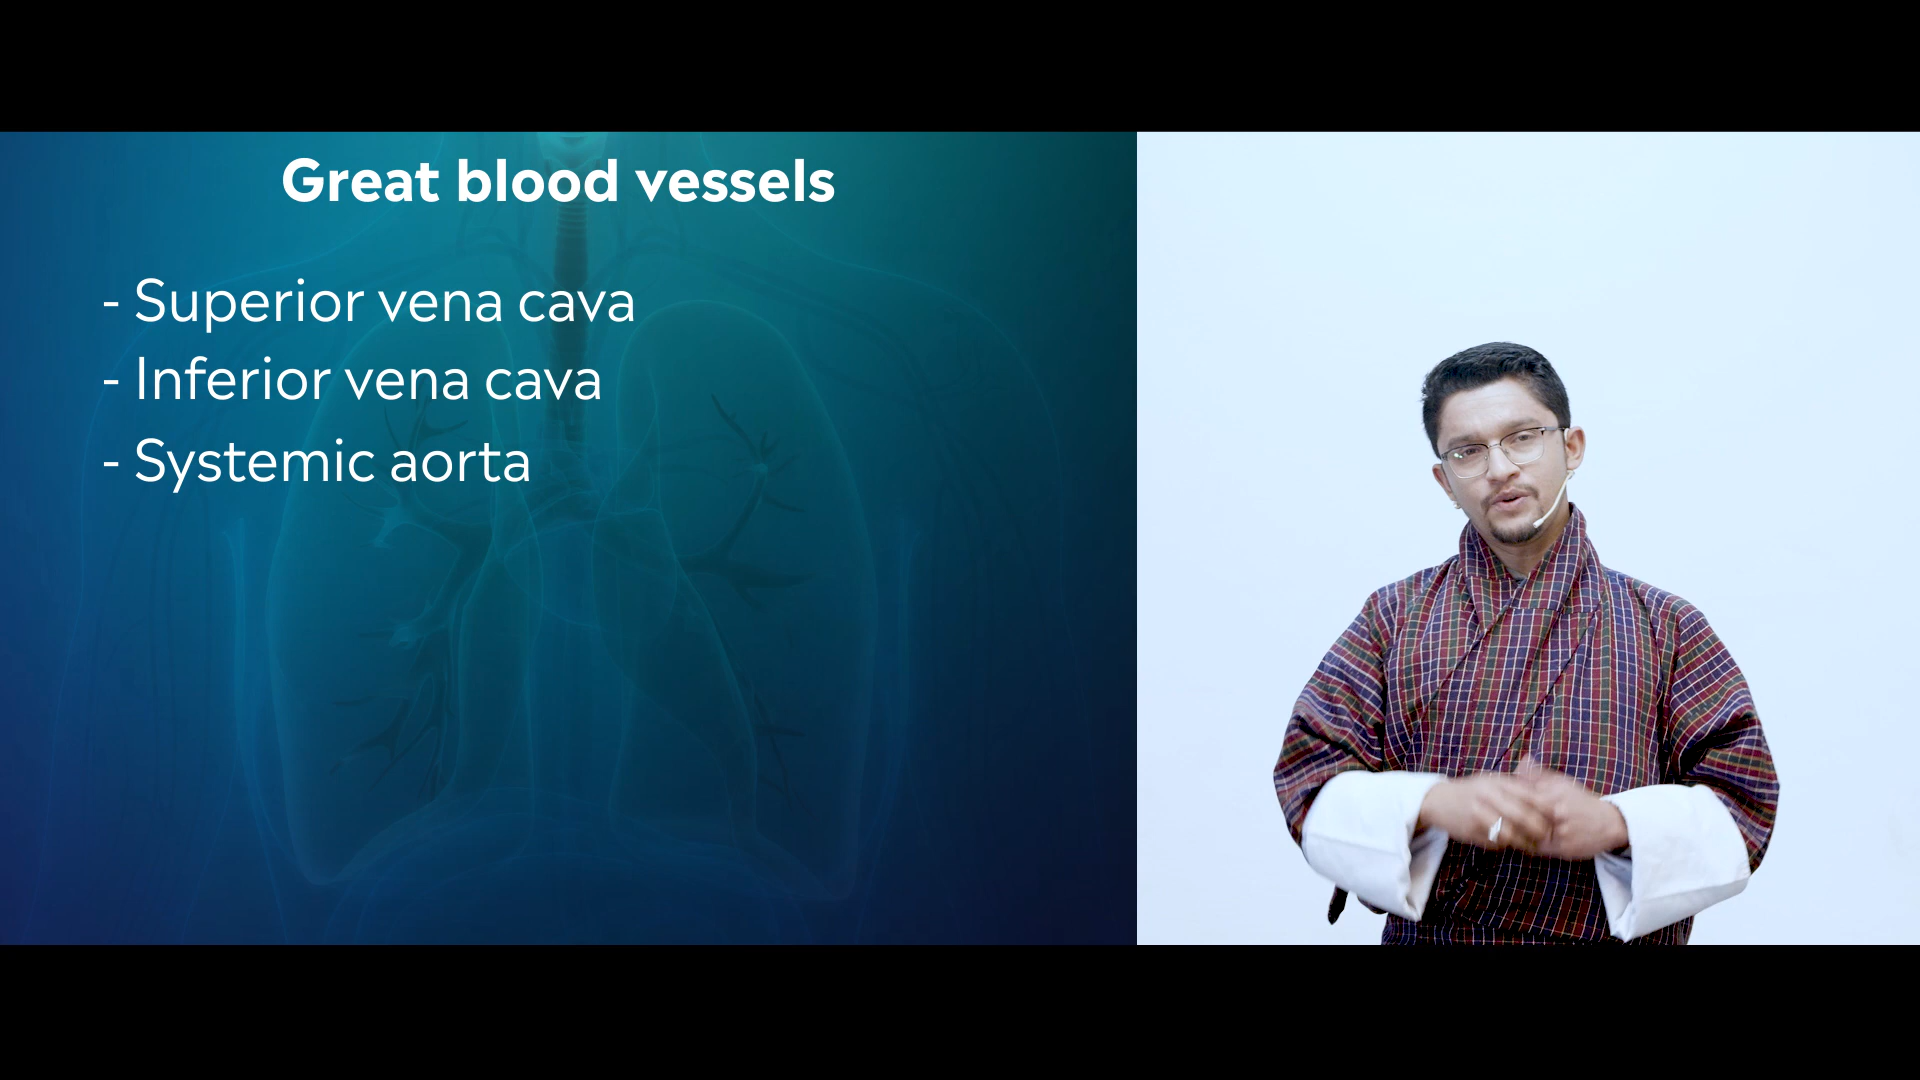 Great blood vessels
- Superior vena cava
- Inferior vena cava
- Systemic aorta